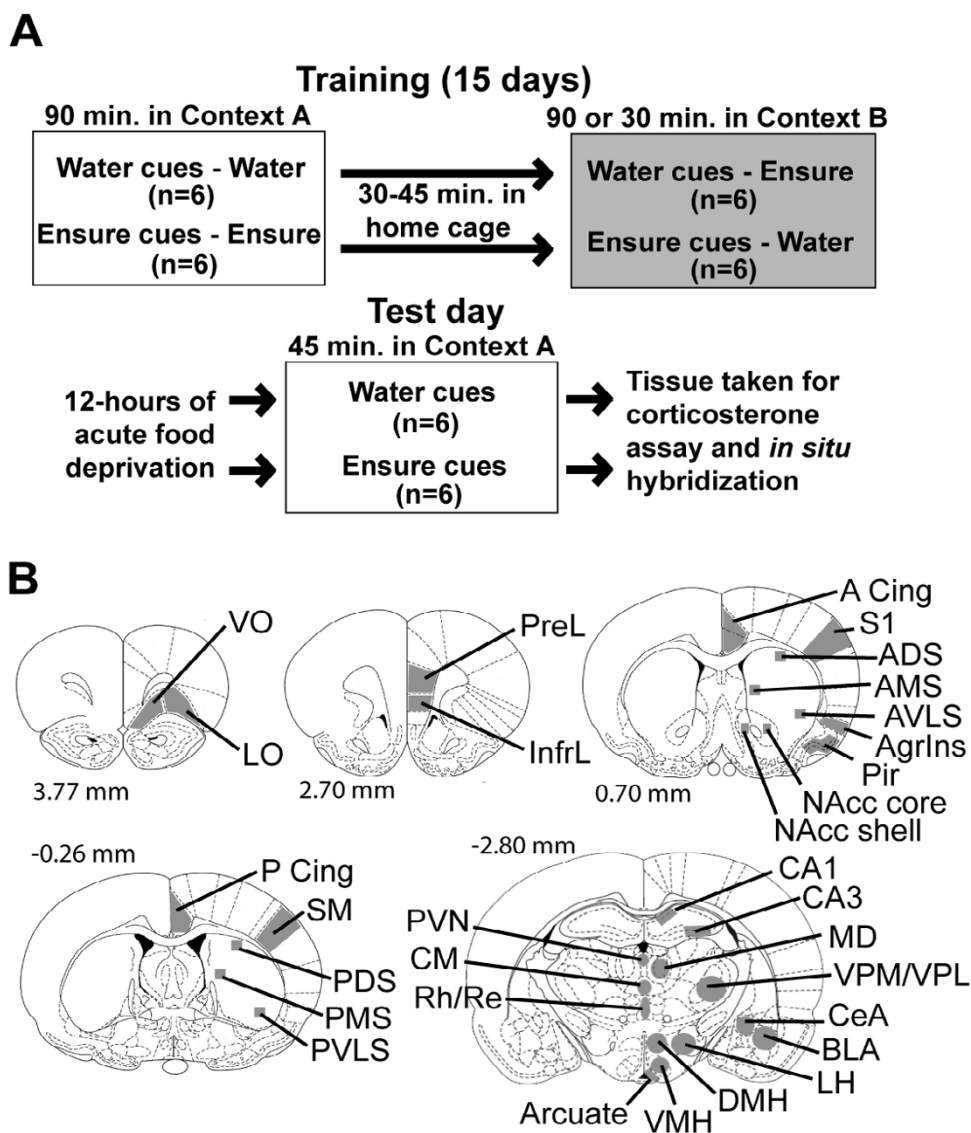 A
Training (15 days)
90 min. in Context A
90 or 30 min. in Context B
Water cues - Water
(n=6)
Ensure cues - Ensure
(n=6)
30-45 min. in
home cage
Water cues - Ensure
(n=6)
Ensure cues - Water
(n=6)
Test day
45 min. in Context A
12-hours of
acute food
deprivation
Water cues
(n=6)
Ensure cues
(n=6)
Tissue taken for
corticosterone
assay and in situ
hybridization
B
VO
LO
3.77 mm
PreL
InfrL
2.70 mm
A Cing
S1
ADS
AMS
AVLS
AgrIns
Pir
NAcc core
NAcc shell
0.70 mm
-0.26 mm
P Cing
SM
PDS
PMS
PVLS
-2.80 mm
CA1
CA3
PVN
MD
CM
VPM/VPL
Rh/Re
CeA
BLA
LH
DMH
VMH
Arcuate